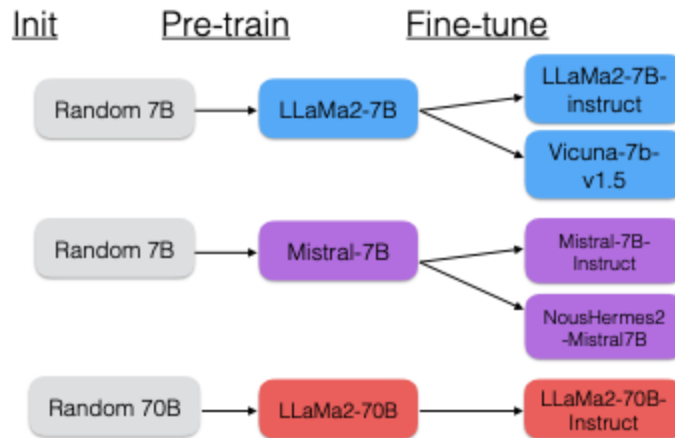 Init Pre-train Fine-tune
Random 7B
LLaMa2-7B
LLaMa2-7B-
instruct
Vicuna-7b-
v1.5
Random 7B
Mistral-7B
Mistral-7B-
Instruct
NousHermes2
-Mistral7B
Random 70B
LLaMa2-70B
LLaMa2-70B-
Instruct